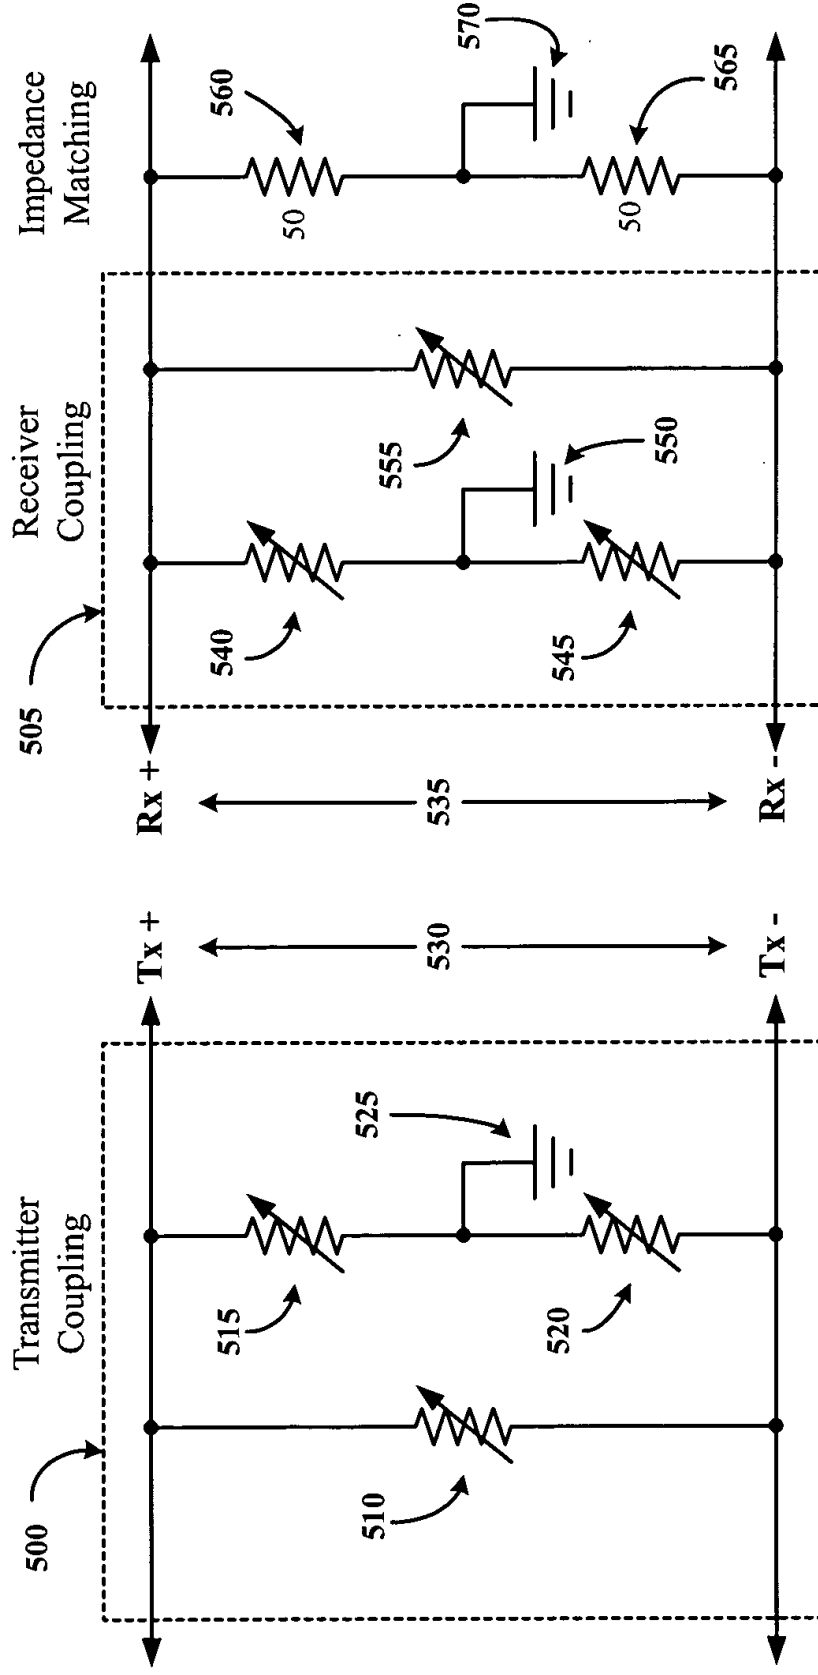 Transmitter
Coupling
Receiver
Coupling
Impedance
Matching
500
505
510
515
520
525
Tx +
530
Tx -
Rx +
535
Rx -
540
545
550
555
560
50
565
50
570